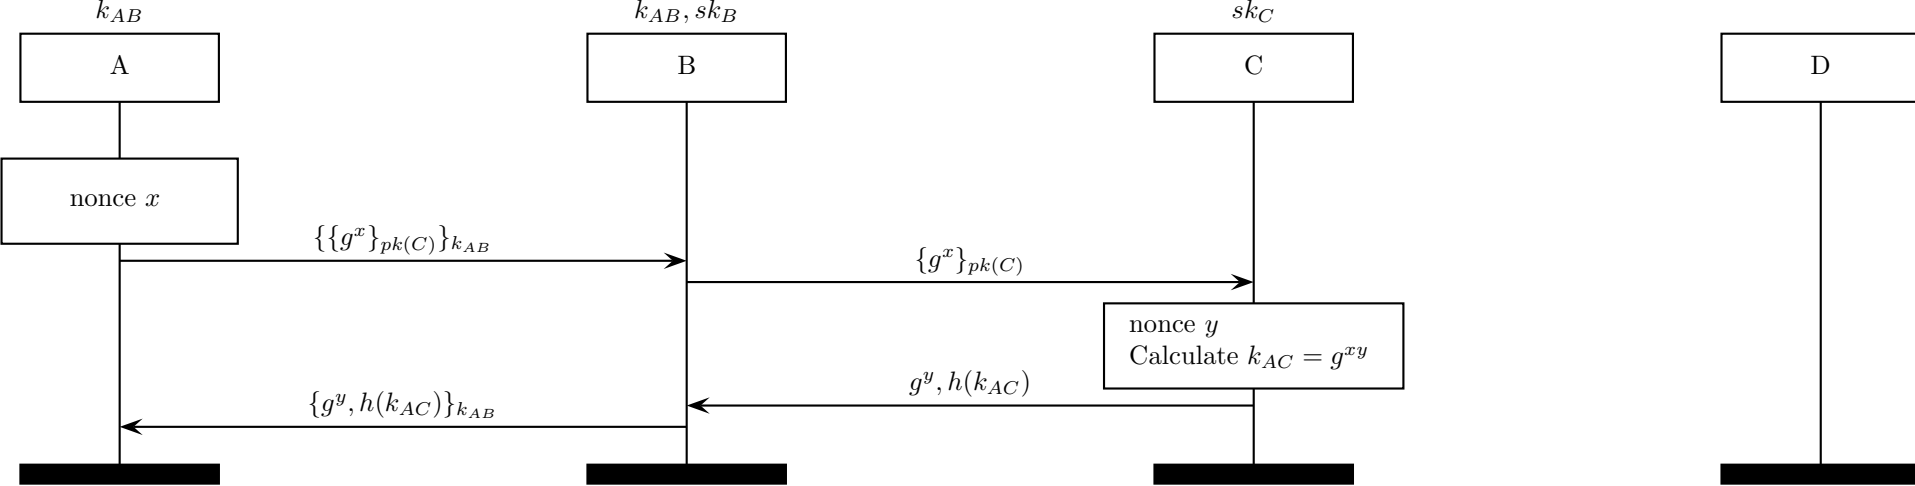 k_{AB}
k_{AB}, sk_B
sk_C
A
B
C
D
nonce x
{{g^x}_{pk(C)}}_{k_{AB}}
{g^x}_{pk(C)}
nonce y
Calculate k_{AC} = g^{xy}
g^y, h(k_{AC})
{g^y, h(k_{AC})}_{k_{AB}}